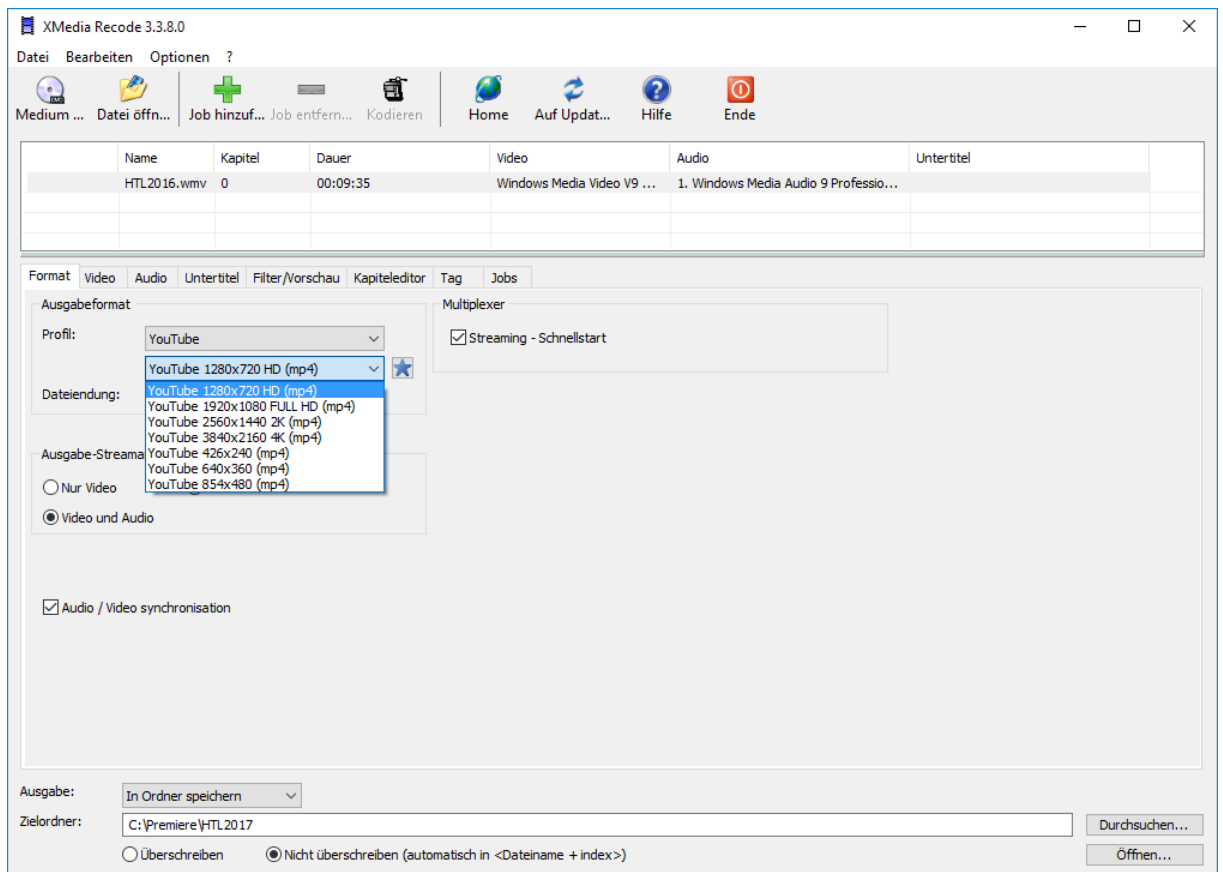 XMedia Recode 3.3.8.0
Datei Bearbeiten Optionen ?
Medium ... Datei öffn... Job hinzuf... Job entfern... Kodieren Home Auf Updat... Hilfe Ende
Name Kapitel Dauer Video Audio Untertitel
HTL2016.wmv 0 00:09:35 Windows Media Video V9 ... 1. Windows Media Audio 9 Professio...
Format Video Audio Untertitel Filter/Vorschau Kapiteleditor Tag Jobs
Ausgabeformat Multiplexer
Profil: YouTube Streaming - Schnellstart
YouTube 1280x720 HD (mp4)
Dateiendung: YouTube 1280x720 HD (mp4)
YouTube 1920x1080 FULL HD (mp4)
YouTube 2560x1440 2K (mp4)
YouTube 3840x2160 4K (mp4)
Ausgabe-Streama YouTube 426x240 (mp4)
YouTube 640x360 (mp4)
Nur Video YouTube 854x480 (mp4)
Video und Audio
Audio / Video synchronisation
Ausgabe: In Ordner speichern
Zielordner: C:\Premiere\HTL2017 Durchsuchen...
Überschreiben Nicht überschreiben (automatisch in <Dateiname + index>) Öffnen...